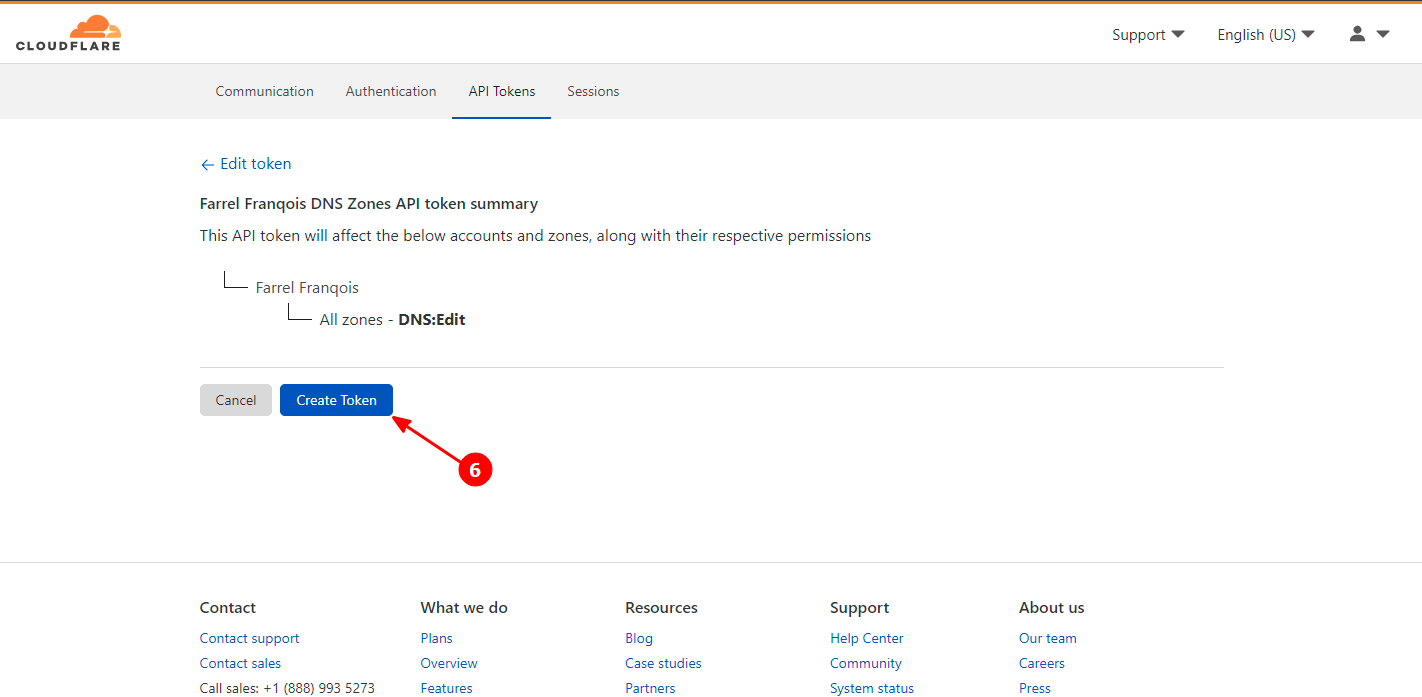 CLOUDFLARE
Support English (US)
Communication Authentication API Tokens Sessions
← Edit token
Farrel Franqois DNS Zones API token summary
This API token will affect the below accounts and zones, along with their respective permissions
Farrel Franqois
All zones - DNS:Edit
Cancel Create Token
6
Contact What we do Resources Support About us
Contact support Plans Blog Help Center Our team
Contact sales Overview Case studies Community Careers
Call sales: +1 (888) 993 5273 Features Partners System status Press